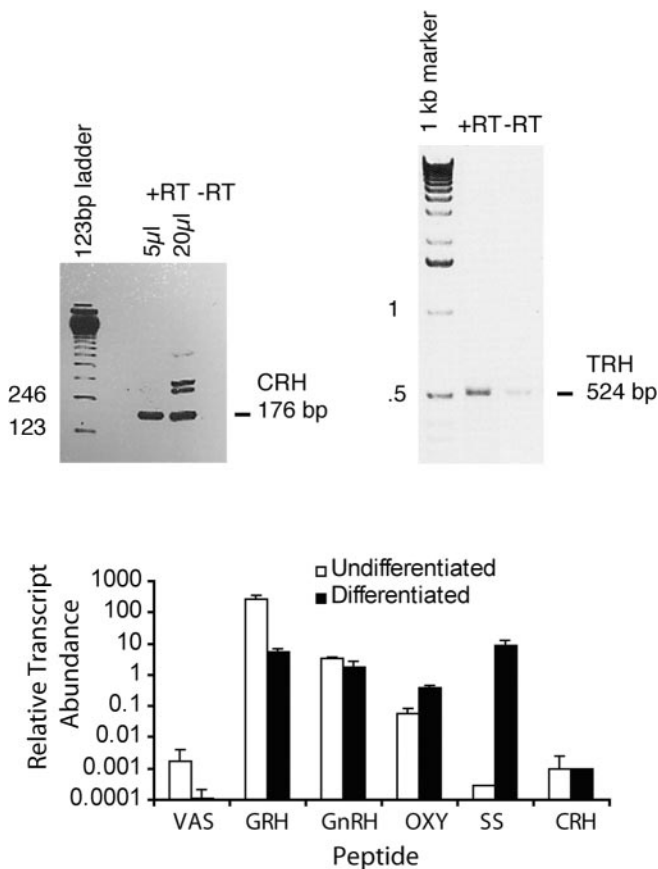 123bp ladder
+RT -RT
5µl
20µl
246
123
CRH
176 bp
1 kb marker
+RT -RT
1
.5
TRH
524 bp
Undifferentiated
Differentiated
Relative Transcript
Abundance
1000
100
10
1
0.1
0.01
0.001
0.0001
VAS GRH GnRH OXY SS CRH
Peptide